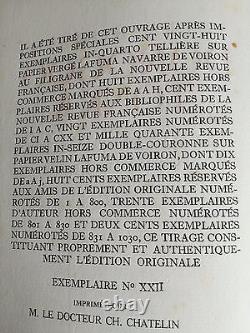 IL A ÉTÉ TIRÉ DE CET OUVRAGE APRÈS IM-
POSITIONS SPÉCIALES CENT VINGT-HUIT
EXEMPLAIRES IN-QUARTO TELLIÈRE SUR
PAPIER VERGÉ LAFUMA NAVARRE DE VOIRON
AU FILIGRANE DE LA NOUVELLE REVUE
FRANÇAISE, DONT HUIT EXEMPLAIRES HORS
COMMERCE MARQUÉS DE A A H, CENT EXEM-
PLAIRES RÉSERVÉS AUX BIBLIOPHILES DE LA
NOUVELLE REVUE FRANÇAISE NUMÉROTÉS
DE I A C, VINGT EXEMPLAIRES NUMÉROTÉS
DE CI A CXX ET MILLE QUARANTE EXEM-
PLAIRES IN-SEIZE DOUBLE-COURONNE SUR
PAPIER VELIN LAFUMA DE VOIRON, DONT DIX
EXEMPLAIRES HORS COMMERCE MARQUÉS
DE a A j, HUIT CENTS EXEMPLAIRES RÉSERVÉS
AUX AMIS DE L'ÉDITION ORIGINALE NUMÉ-
ROTÉS DE 1 A 800, TRENTE EXEMPLAIRES
D'AUTEUR HORS COMMERCE NUMÉROTÉS
DE 801 A 830 ET DEUX CENTS EXEMPLAIRES
NUMÉROTÉS DE 831 A 1030, CE TIRAGE CONS-
TITUANT PROPREMENT ET AUTHENTIQUE-
MENT L'ÉDITION ORIGINALE
EXEMPLAIRE No XXII
IMPRIMÉ POUR
M. LE DOCTEUR CH. CHATELIN